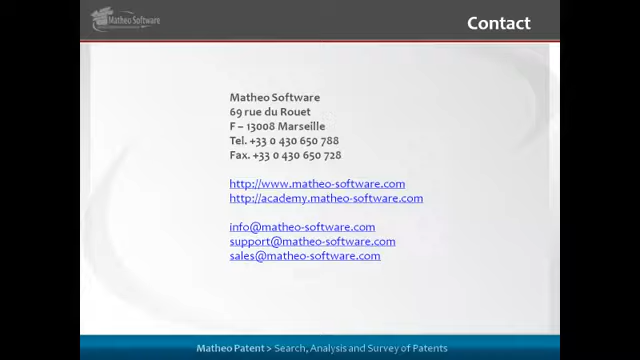 Matheo Software
Contact
Matheo Software
69 rue du Rouet
F – 13008 Marseille
Tel. +33 0 430 650 788
Fax. +33 0 430 650 728
http://www.matheo-software.com
http://academy.matheo-software.com
info@matheo-software.com
support@matheo-software.com
sales@matheo-software.com
Matheo Patent > Search, Analysis and Survey of Patents